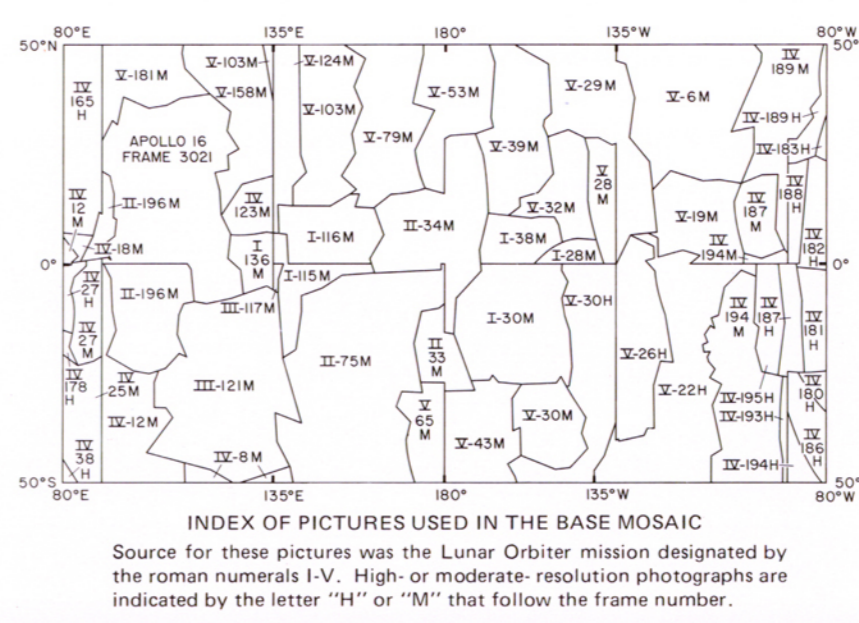 80°E 135°E 180° 135°W 80°W
50°N 50°
V-103M V-124M IV
V-181M V-29M 189M
IV V-158M V-53M V-6M
165
H V-103M IV-189H
APOLLO 16
FRAME 3021 V-79M V-39M IV-183H
V
28
M
IV IV IV
12 II-196M 123M V-32M 187 188
M M H
V-19M
I-116M II-34M I-38M
IV-18M I IV IV
136 I-28M 194M 182
M H
0° 0°
IV I-115M
27 II-196M V-30H IV IV
H III-117M 194 187
M H
I-30M IV
181
H
IV II
27 33
M II-75M M V-26H
IV IV III-121M V-22H IV
178 25M IV-195H 180
H V IV-193H H
65
IV-12M M V-30M
IV V-43M IV
38 IV-8M IV-194H 186
H H
50°S 50°
80°E 135°E 180° 135°W 80°W
INDEX OF PICTURES USED IN THE BASE MOSAIC
Source for these pictures was the Lunar Orbiter mission designated by
the roman numerals I-V. High- or moderate- resolution photographs are
indicated by the letter “H” or “M” that follow the frame number.